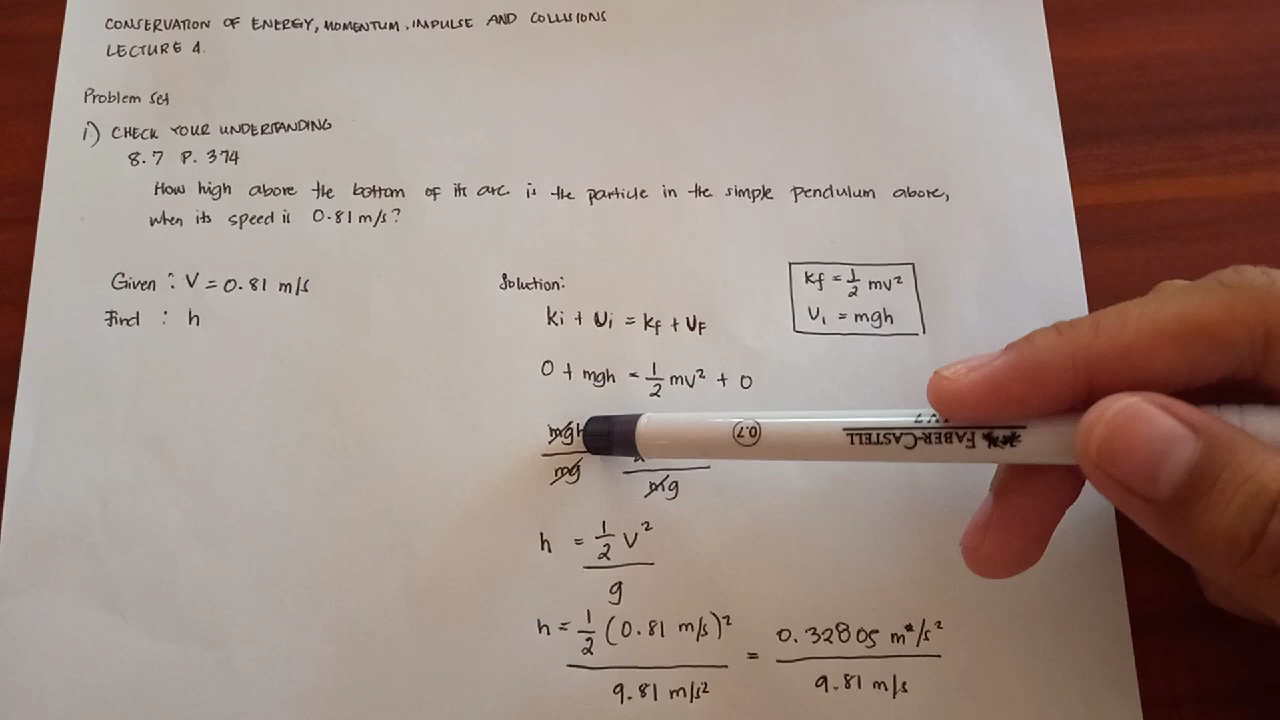 CONSERVATION OF ENERGY, MOMENTUM, IMPULSE AND COLLISIONS
LECTURE 4.
Problem set
1) CHECK YOUR UNDERSTANDING
8.7 P. 374
How high above the bottom of its arc is the particle in the simple pendulum above,
when its speed is 0.81 m/s?
Given : V = 0.81 m/s
Find : h
Solution:
Ki + Ui = Kf + UF
0 + mgh = 1/2 mv² + 0
mgh
mg
mg
h = 1/2 V²
g
h = 1/2 (0.81 m/s)² = 0.32805 m²/s²
9.81 m/s² 9.81 m/s
Kf = 1/2 mv²
U1 = mgh
0.7
FABER-CASTELL